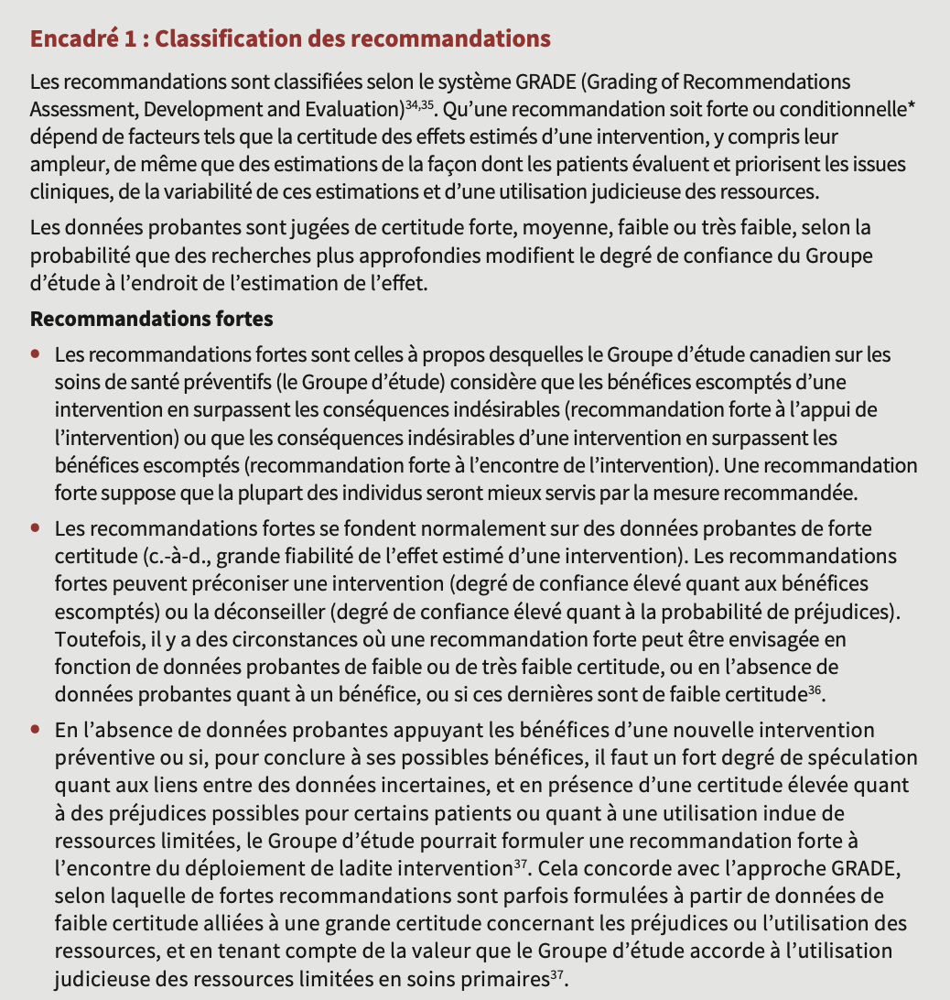 Encadré 1 : Classification des recommandations
Les recommandations sont classifiées selon le système GRADE (Grading of Recommendations
Assessment, Development and Evaluation)34,35. Qu’une recommandation soit forte ou conditionnelle*
dépend de facteurs tels que la certitude des effets estimés d’une intervention, y compris leur
ampleur, de même que des estimations de la façon dont les patients évaluent et priorisent les issues
cliniques, de la variabilité de ces estimations et d’une utilisation judicieuse des ressources.
Les données probantes sont jugées de certitude forte, moyenne, faible ou très faible, selon la
probabilité que des recherches plus approfondies modifient le degré de confiance du Groupe
d’étude à l’endroit de l’estimation de l’effet.
Recommandations fortes
• Les recommandations fortes sont celles à propos desquelles le Groupe d’étude canadien sur les
soins de santé préventifs (le Groupe d’étude) considère que les bénéfices escomptés d’une
intervention en surpassent les conséquences indésirables (recommandation forte à l’appui de
l’intervention) ou que les conséquences indésirables d’une intervention en surpassent les
bénéfices escomptés (recommandation forte à l’encontre de l’intervention). Une recommandation
forte suppose que la plupart des individus seront mieux servis par la mesure recommandée.
• Les recommandations fortes se fondent normalement sur des données probantes de forte
certitude (c.-à-d., grande fiabilité de l’effet estimé d’une intervention). Les recommandations
fortes peuvent préconiser une intervention (degré de confiance élevé quant aux bénéfices
escomptés) ou la déconseiller (degré de confiance élevé quant à la probabilité de préjudices).
Toutefois, il y a des circonstances où une recommandation forte peut être envisagée en
fonction de données probantes de faible ou de très faible certitude, ou en l’absence de
données probantes quant à un bénéfice, ou si ces dernières sont de faible certitude36.
• En l’absence de données probantes appuyant les bénéfices d’une nouvelle intervention
préventive ou si, pour conclure à ses possibles bénéfices, il faut un fort degré de spéculation
quant aux liens entre des données incertaines, et en présence d’une certitude élevée quant
à des préjudices possibles pour certains patients ou quant à une utilisation indue de
ressources limitées, le Groupe d’étude pourrait formuler une recommandation forte à
l’encontre du déploiement de ladite intervention37. Cela concorde avec l’approche GRADE,
selon laquelle de fortes recommandations sont parfois formulées à partir de données de
faible certitude alliées à une grande certitude concernant les préjudices ou l’utilisation des
ressources, et en tenant compte de la valeur que le Groupe d’étude accorde à l’utilisation
judicieuse des ressources limitées en soins primaires37.